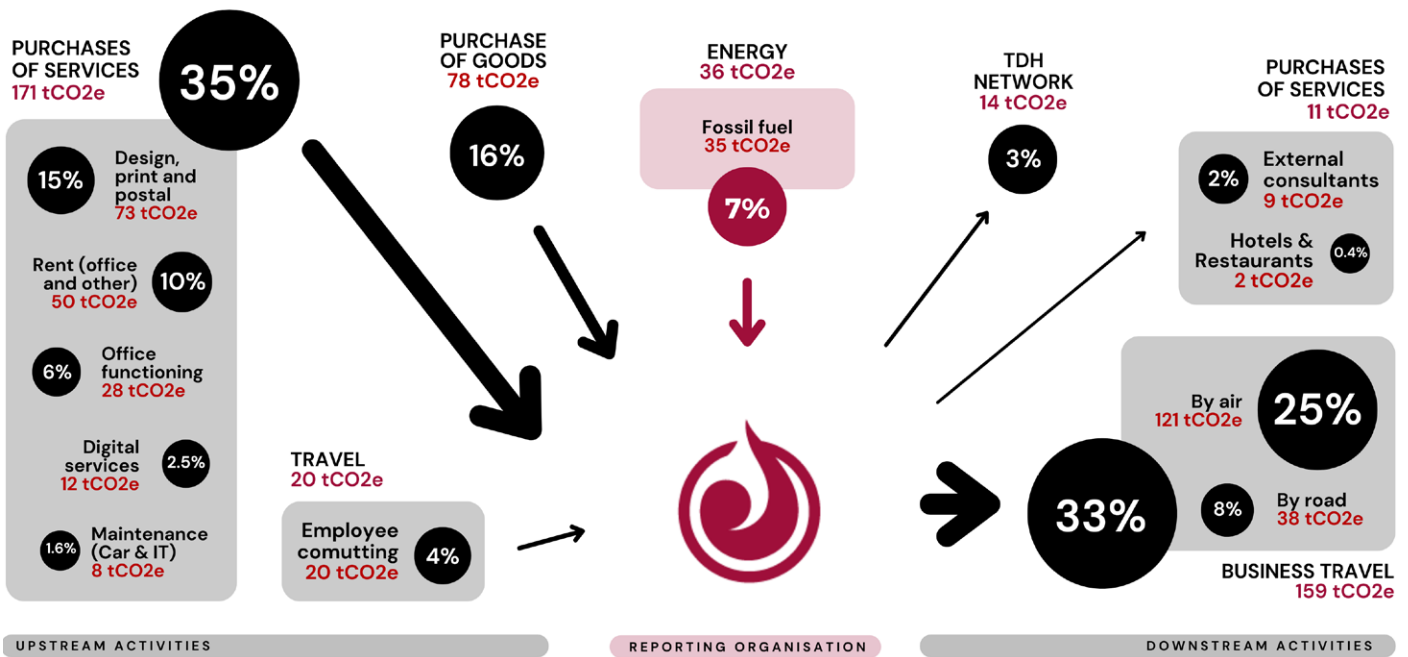 PURCHASES
OF SERVICES
171 tCO2e
35%
15%
Design,
print and
postal
73 tCO2e
Rent (office
and other)
50 tCO2e
10%
6%
Office
functioning
28 tCO2e
Digital
services
12 tCO2e
2.5%
1.6%
Maintenance
(Car & IT)
8 tCO2e
PURCHASE
OF GOODS
78 tCO2e
16%
TRAVEL
20 tCO2e
Employee
comutting
20 tCO2e
4%
ENERGY
36 tCO2e
Fossil fuel
35 tCO2e
7%
TDH
NETWORK
14 tCO2e
3%
PURCHASES
OF SERVICES
11 tCO2e
2%
External
consultants
9 tCO2e
Hotels &
Restaurants
2 tCO2e
0.4%
By air
121 tCO2e
25%
33%
8%
By road
38 tCO2e
BUSINESS TRAVEL
159 tCO2e
UPSTREAM ACTIVITIES
REPORTING ORGANISATION
DOWNSTREAM ACTIVITIES